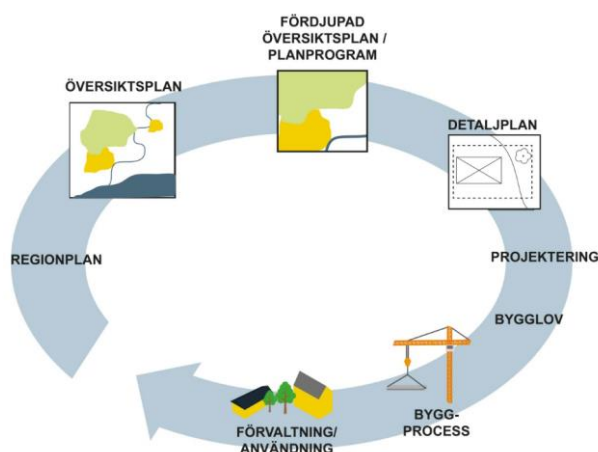 FÖRDJUPAD
ÖVERSIKTSPLAN /
PLANPROGRAM
ÖVERSIKTSPLAN
DETALJPLAN
REGIONPLAN
PROJEKTERING
BYGGLOV
BYGG-
PROCESS
FÖRVALTNING/
ANVÄNDNING